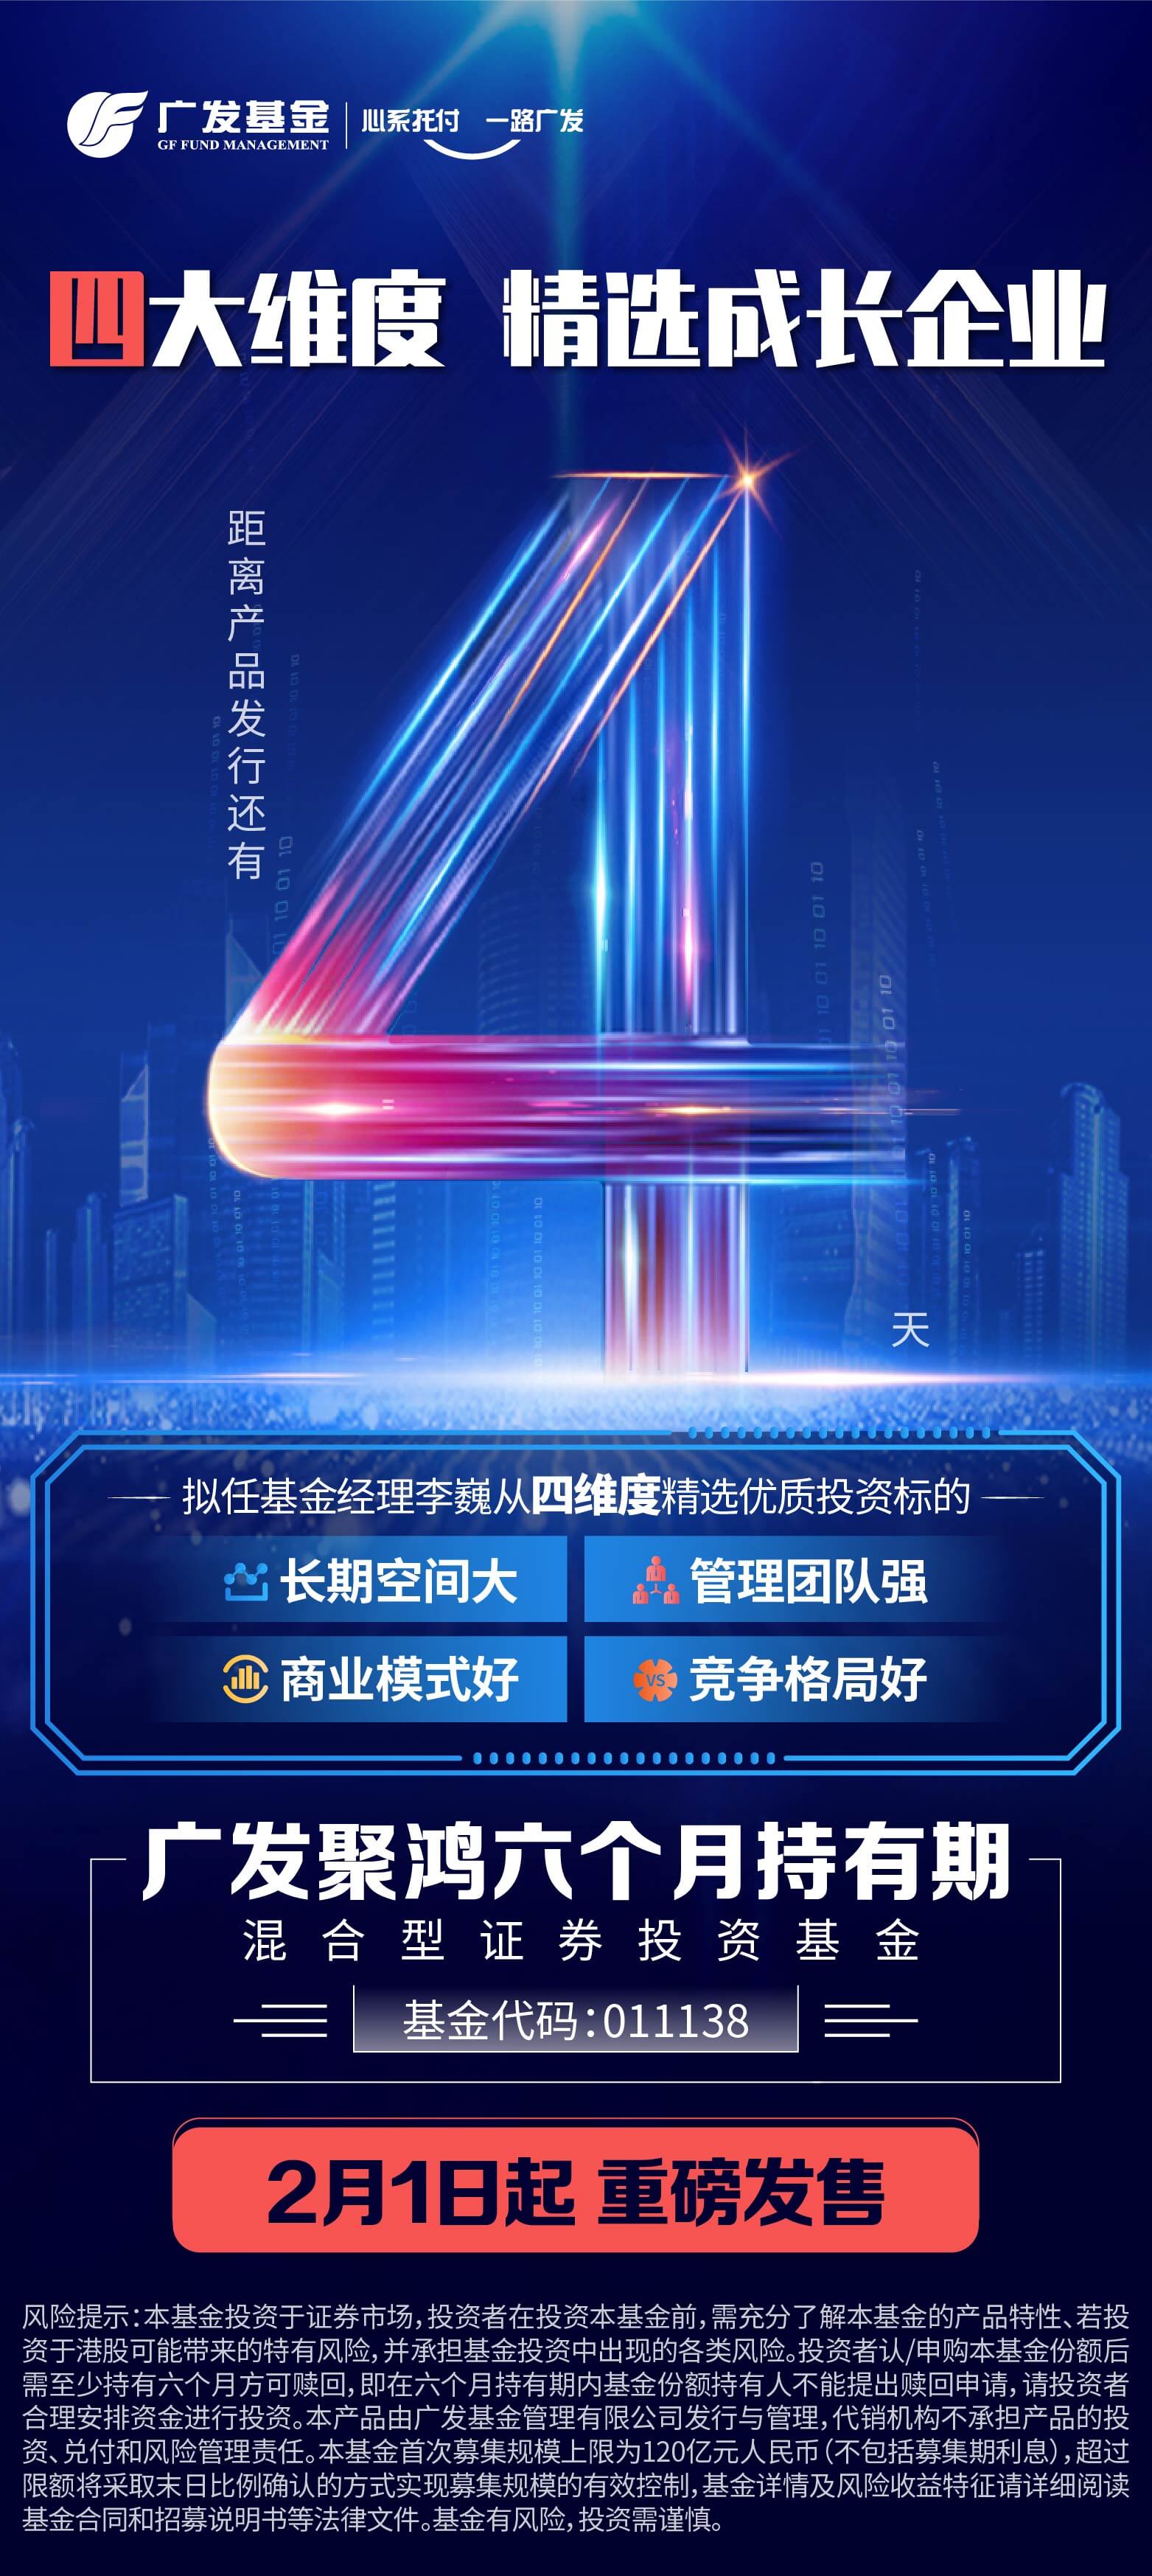 广发基金
GF FUND MANAGEMENT
心系托付 一路广发
四大维度 精选成长企业
距离产品发行还有
4
天
拟任基金经理李巍从四维度精选优质投资标的
长期空间大
管理团队强
商业模式好
VS
竞争格局好
广发聚鸿六个月持有期
混合型证券投资基金
基金代码：011138
2月1日起 重磅发售
风险提示：本基金投资于证券市场，投资者在投资本基金前，需充分了解本基金的产品特性、若投
资于港股可能带来的特有风险，并承担基金投资中出现的各类风险。投资者认/申购本基金份额后
需至少持有六个月方可赎回，即在六个月持有期内基金份额持有人不能提出赎回申请，请投资者
合理安排资金进行投资。本产品由广发基金管理有限公司发行与管理，代销机构不承担产品的投
资、兑付和风险管理责任。本基金首次募集规模上限为120亿元人民币（不包括募集期利息），超过
限额将采取末日比例确认的方式实现募集规模的有效控制，基金详情及风险收益特征请详细阅读
基金合同和招募说明书等法律文件。基金有风险，投资需谨慎。